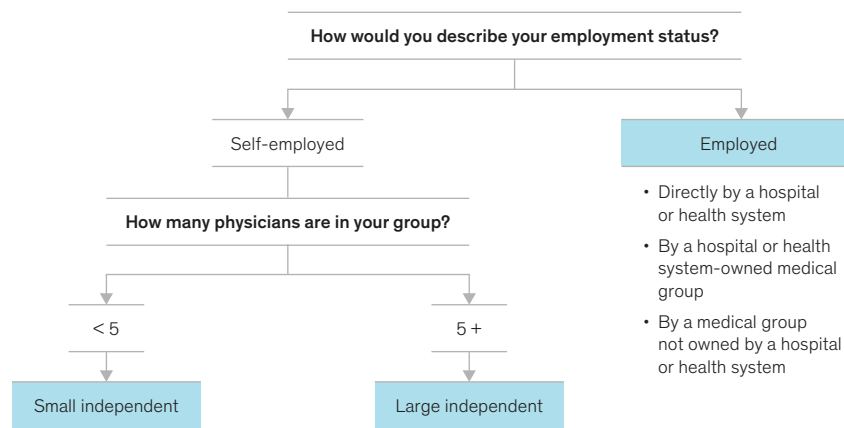 How would you describe your employment status?
Self-employed
Employed
• Directly by a hospital
or health system
• By a hospital or health
system-owned medical
group
• By a medical group
not owned by a hospital
or health system
How many physicians are in your group?
< 5
5 +
Small independent
Large independent